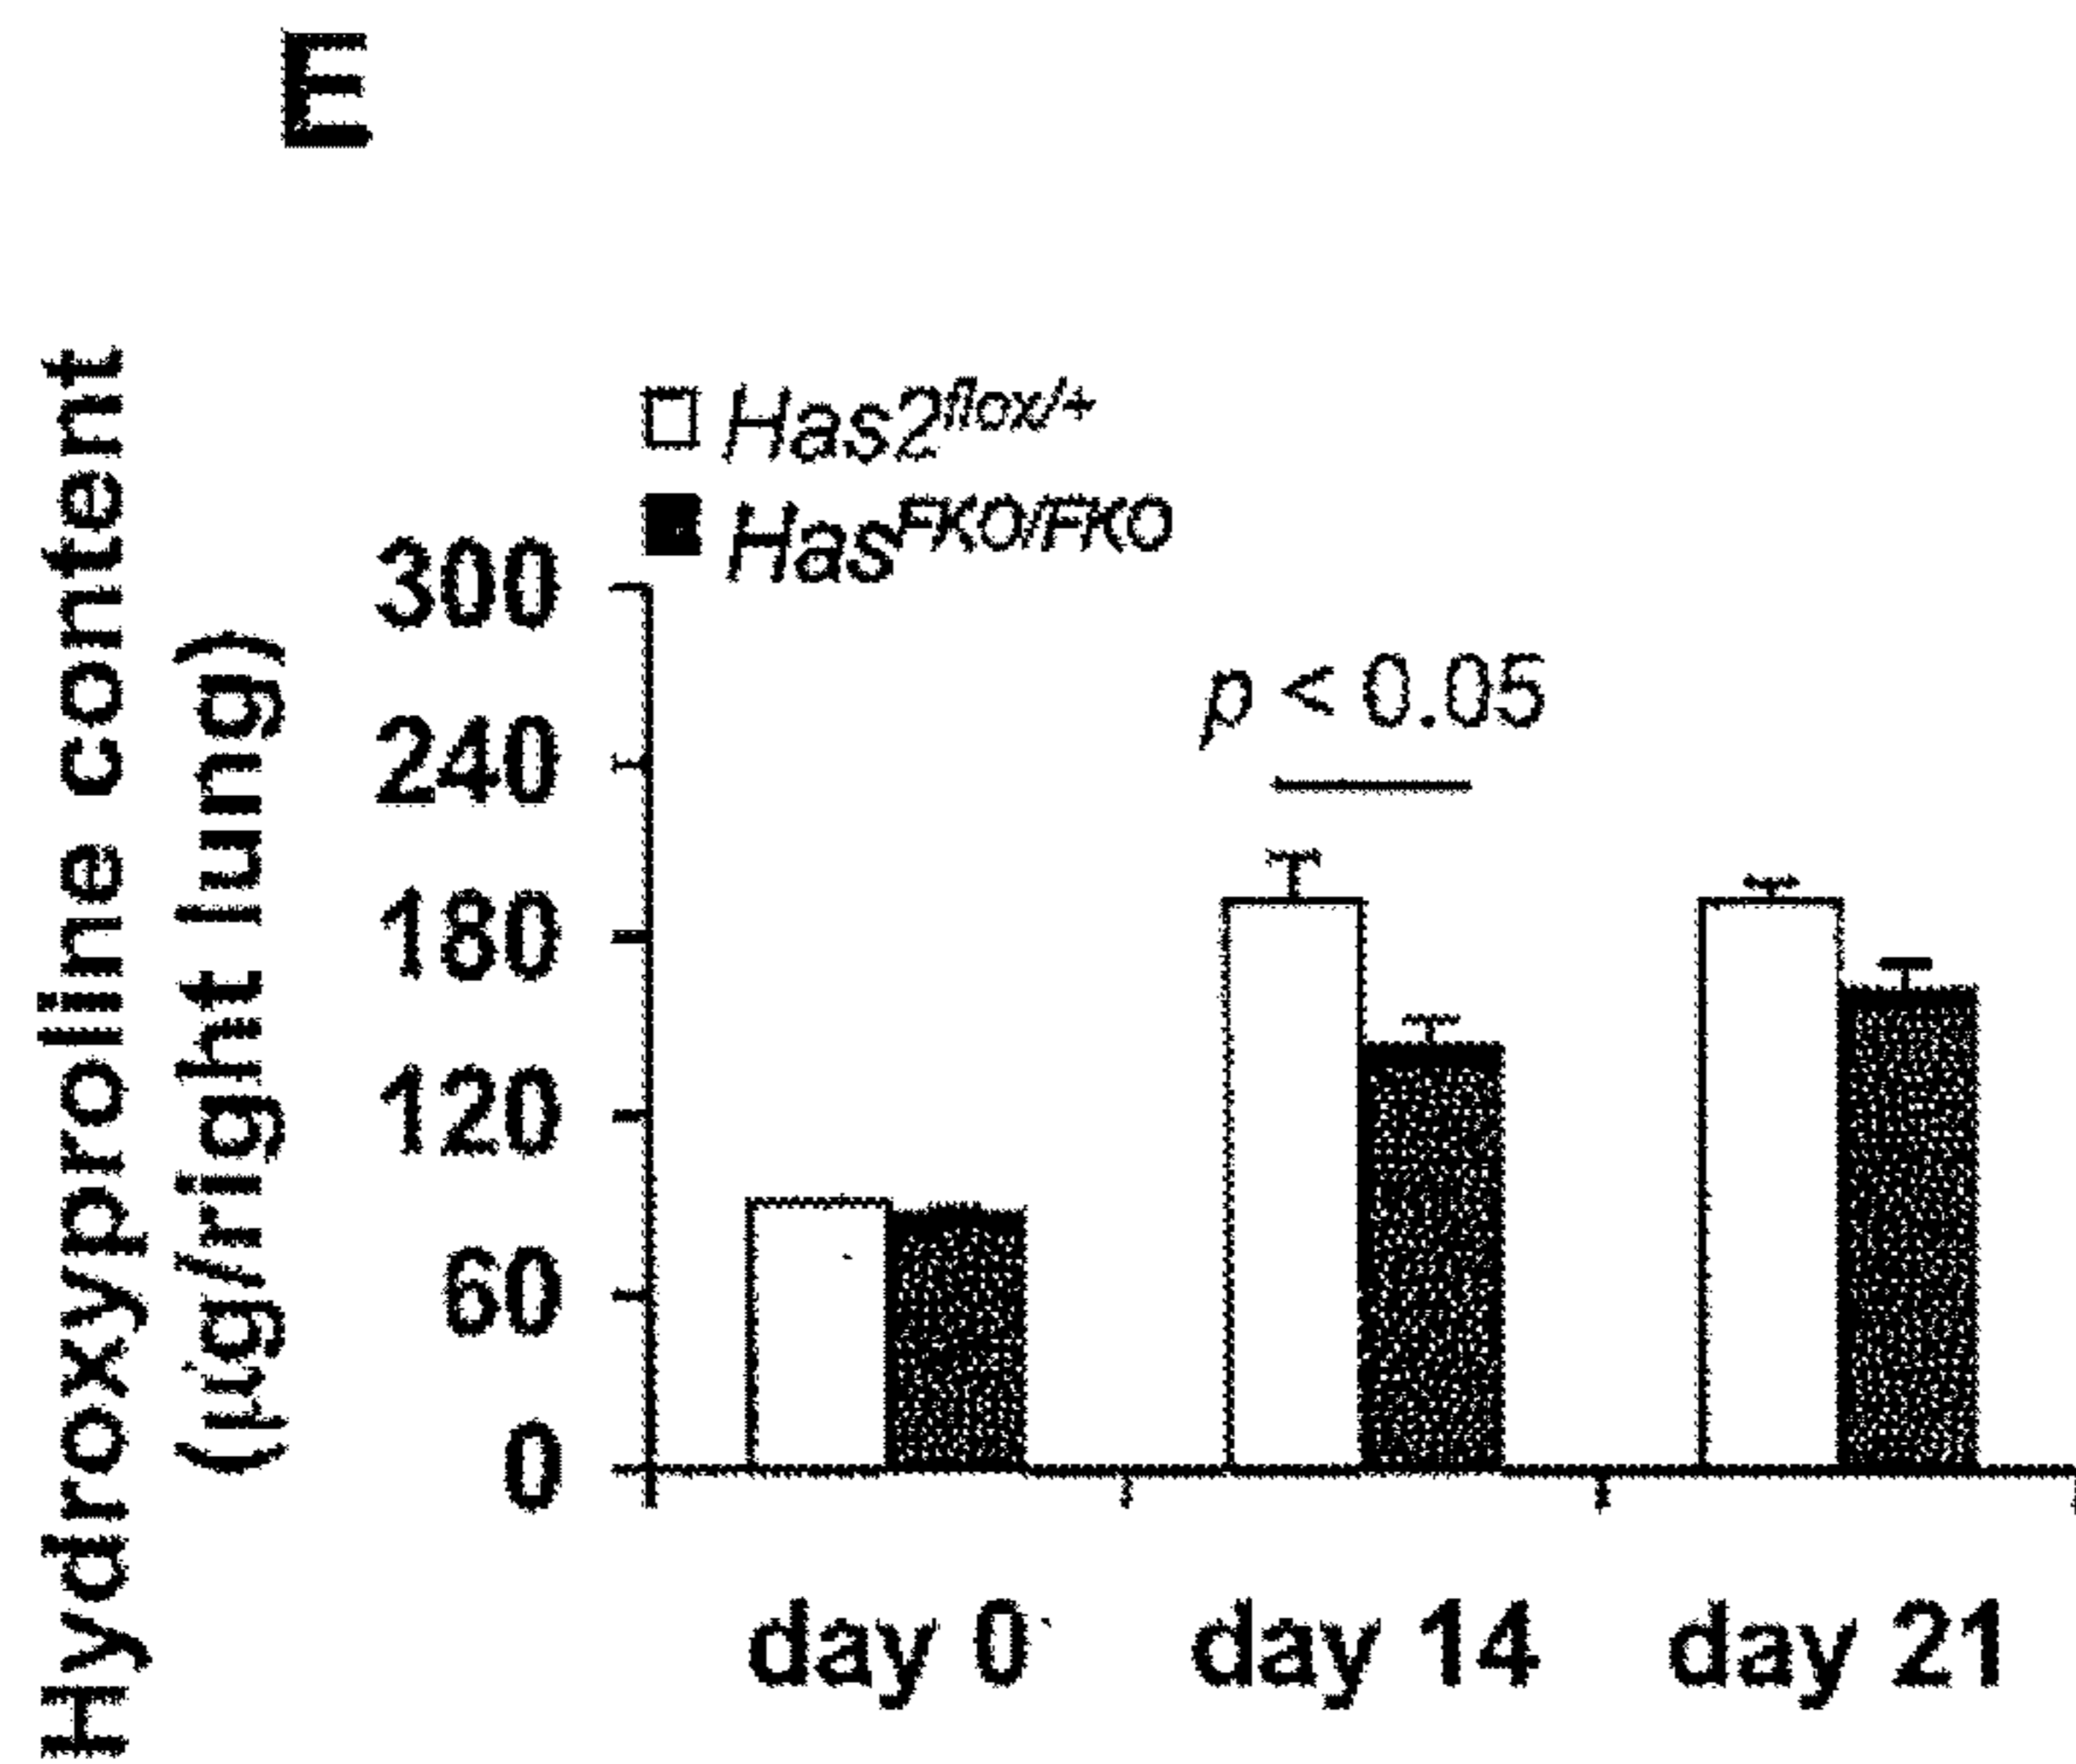 E
Hydroxyproline content
(µg/right lung)
Has2flox/+
HasFKO/FKO
300
240
180
120
60
0
p < 0.05
day 0
day 14
day 21